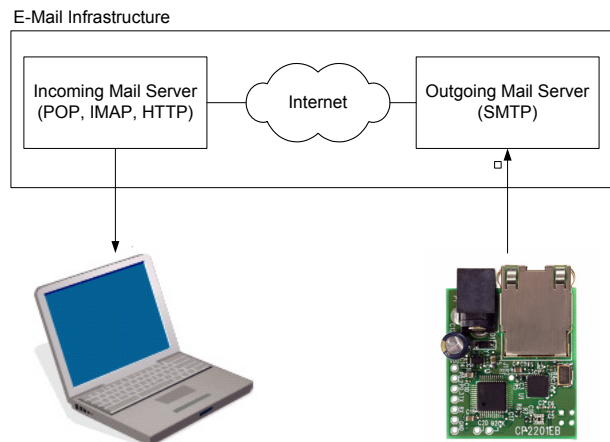 E-Mail Infrastructure
Incoming Mail Server
(POP, IMAP, HTTP)
Internet
Outgoing Mail Server
(SMTP)
CP2201EB